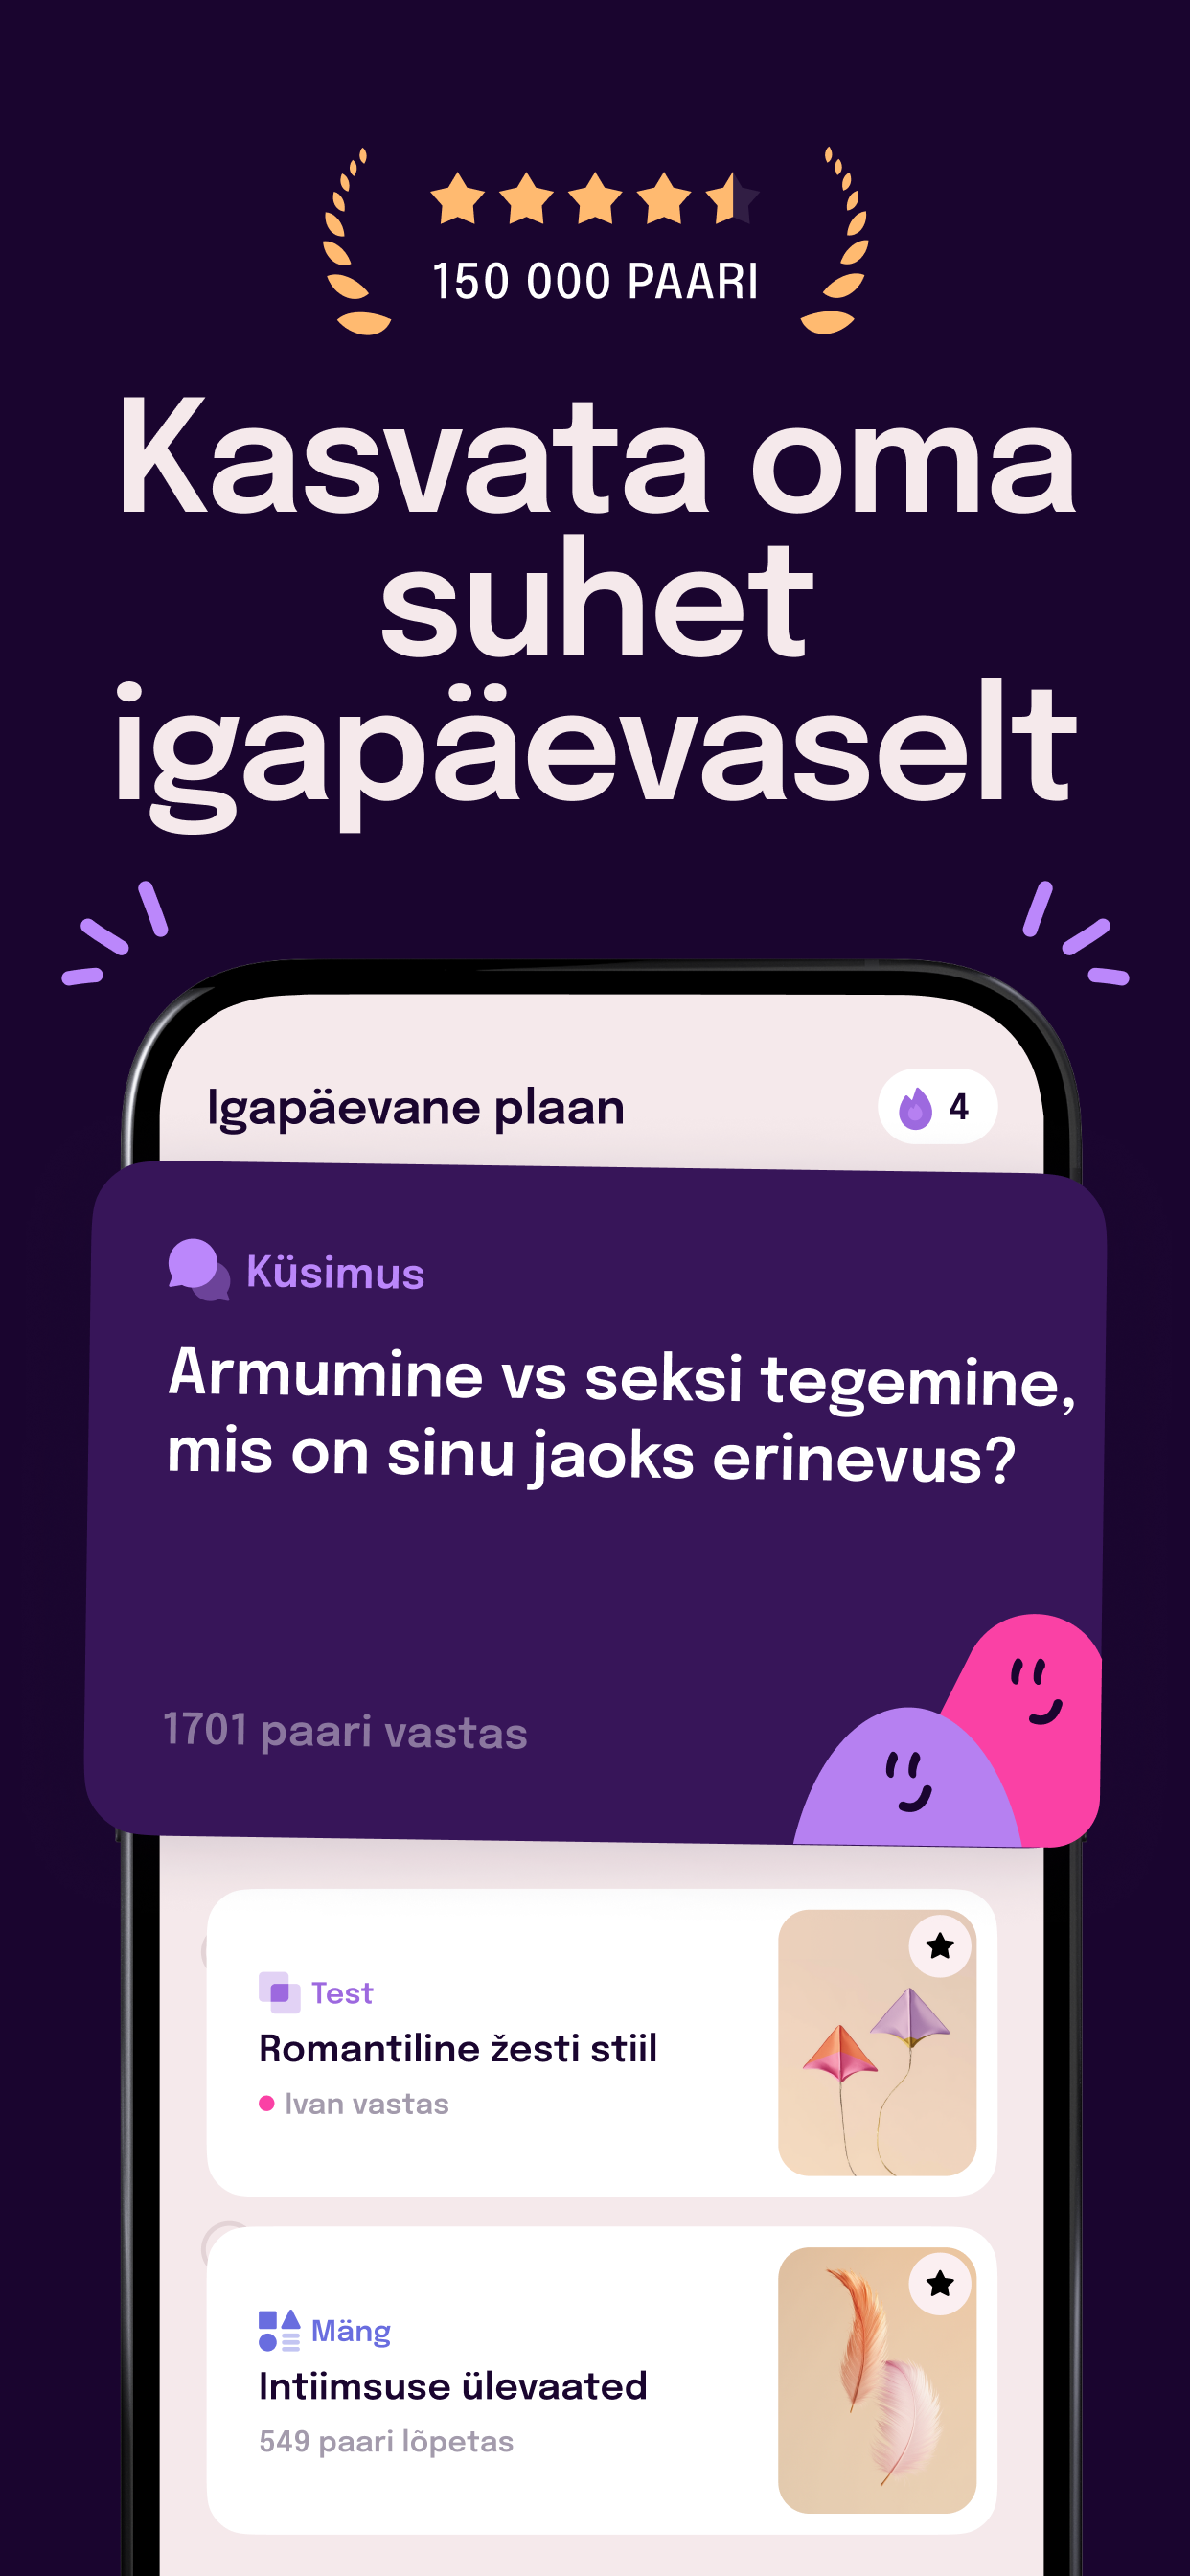 150 000 PAARI
Kasvata oma
suhet
igapäevaselt
Igapäevane plaan
4
Küsimus
Armumine vs seksi tegemine,
mis on sinu jaoks erinevus?
1701 paari vastas
Test
Romantiline žesti stiil
Ivan vastas
Mäng
Intiimsuse ülevaated
549 paari lõpetas